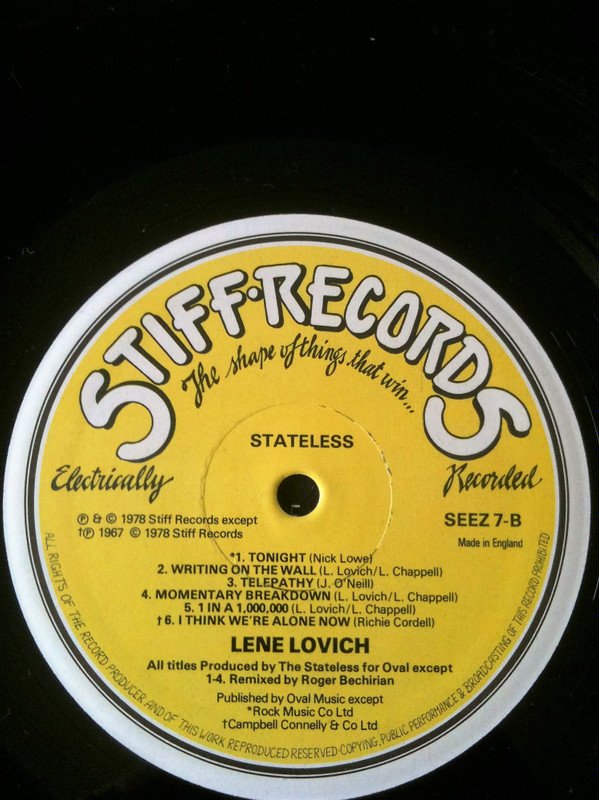 STIFF·RECORDS
The shape of things that win...
STATELESS
Electrically
Recorded
℗ & © 1978 Stiff Records except
†℗ 1967 © 1978 Stiff Records
SEEZ 7-B
Made in England
*1. TONIGHT (Nick Lowe)
2. WRITING ON THE WALL (L. Lovich/L. Chappell)
3. TELEPATHY (J. O'Neill)
4. MOMENTARY BREAKDOWN (L. Lovich/L. Chappell)
5. 1 IN A 1,000,000 (L. Lovich/L. Chappell)
†6. I THINK WE'RE ALONE NOW (Richie Cordell)
LENE LOVICH
All titles Produced by The Stateless for Oval except
1-4. Remixed by Roger Bechirian
Published by Oval Music except
*Rock Music Co Ltd
†Campbell Connelly & Co Ltd
ALL RIGHTS OF THE RECORD PRODUCER AND OF THIS WORK REPRODUCED RESERVED·COPYING, PUBLIC PERFORMANCE & BROADCASTING OF THIS RECORD PROHIBITED